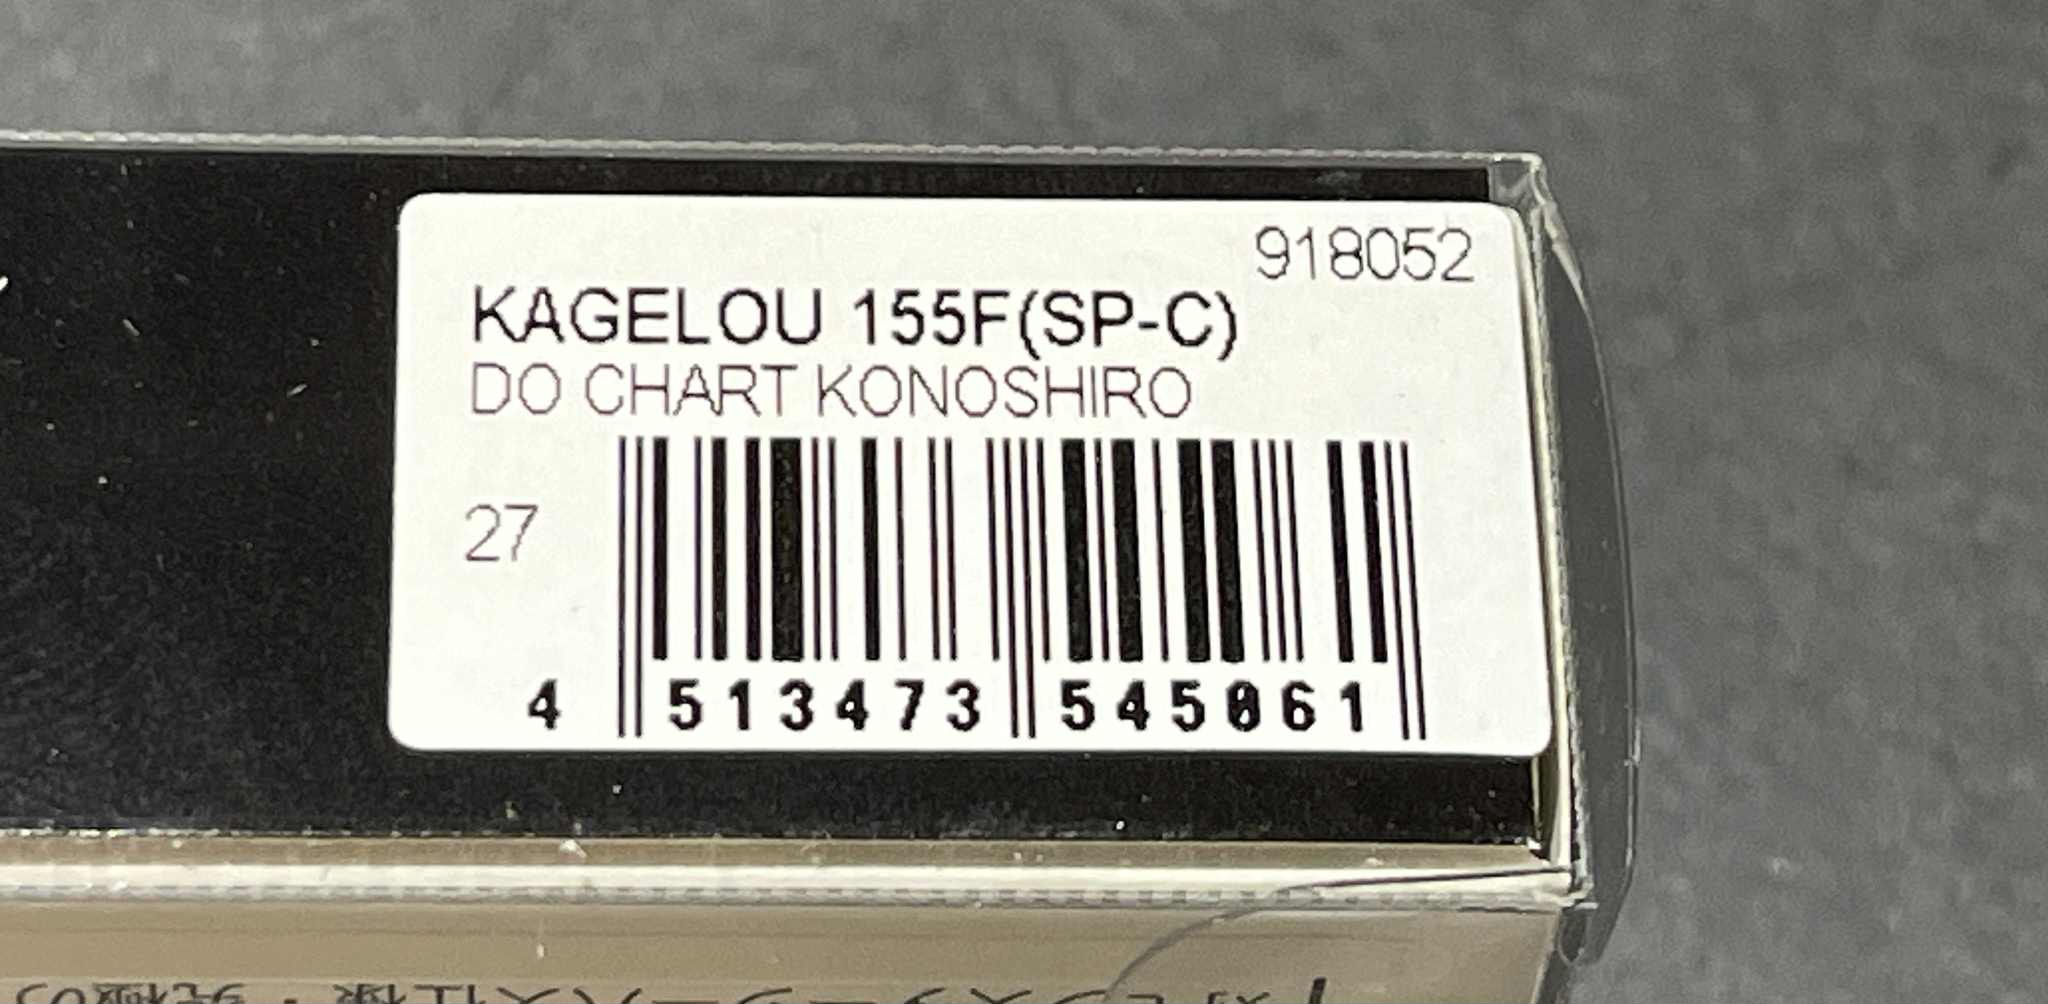 918052
KAGELOU 155F(SP-C)
DO CHART KONOSHIRO
27
4 513473 545061